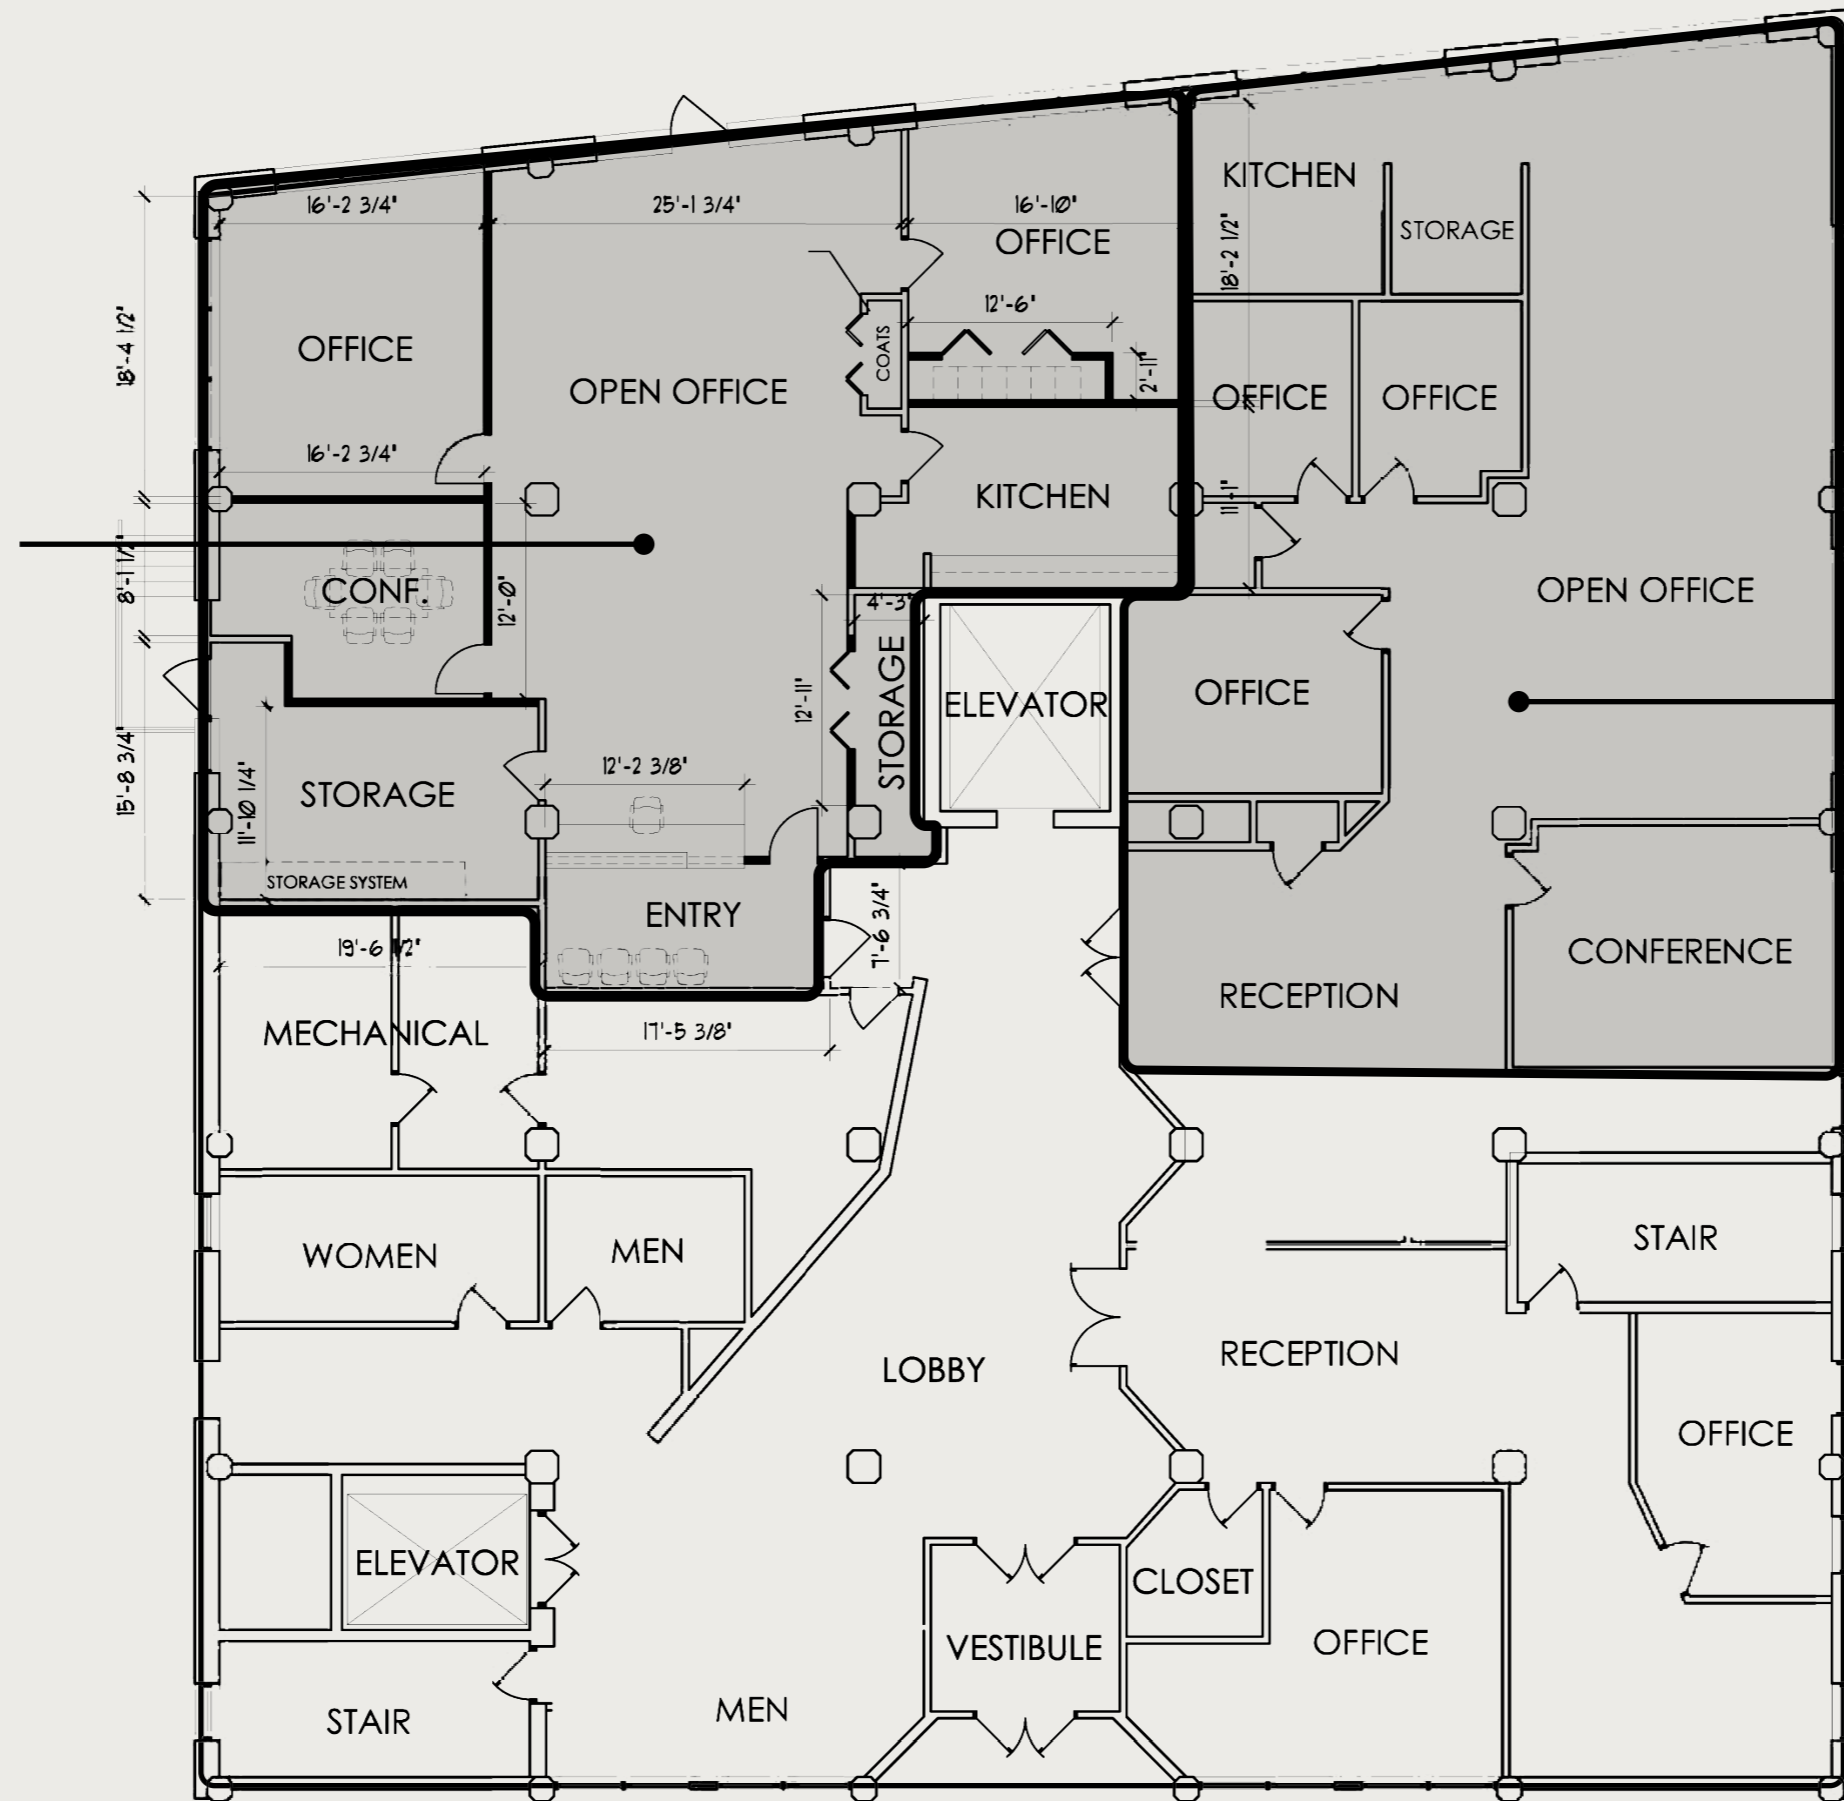 16'-2 3/4"
25'-1 3/4"
16'-10"
KITCHEN
STORAGE
OFFICE
18'-2 1/2"
12'-6"
18'-4 1/2"
OFFICE
OPEN OFFICE
COATS
2'-11"
OFFICE
OFFICE
16'-2 3/4"
KITCHEN
11'-1"
8'-1 1/2"
CONF.
12'-0"
4'-3"
OPEN OFFICE
STORAGE
12'-11"
ELEVATOR
OFFICE
15'-8 3/4"
11'-10 1/4"
STORAGE
12'-2 3/8"
STORAGE SYSTEM
ENTRY
7'-6 3/4"
19'-6 1/2"
CONFERENCE
RECEPTION
MECHANICAL
17'-5 3/8"
WOMEN
MEN
STAIR
LOBBY
RECEPTION
OFFICE
ELEVATOR
CLOSET
VESTIBULE
OFFICE
STAIR
MEN